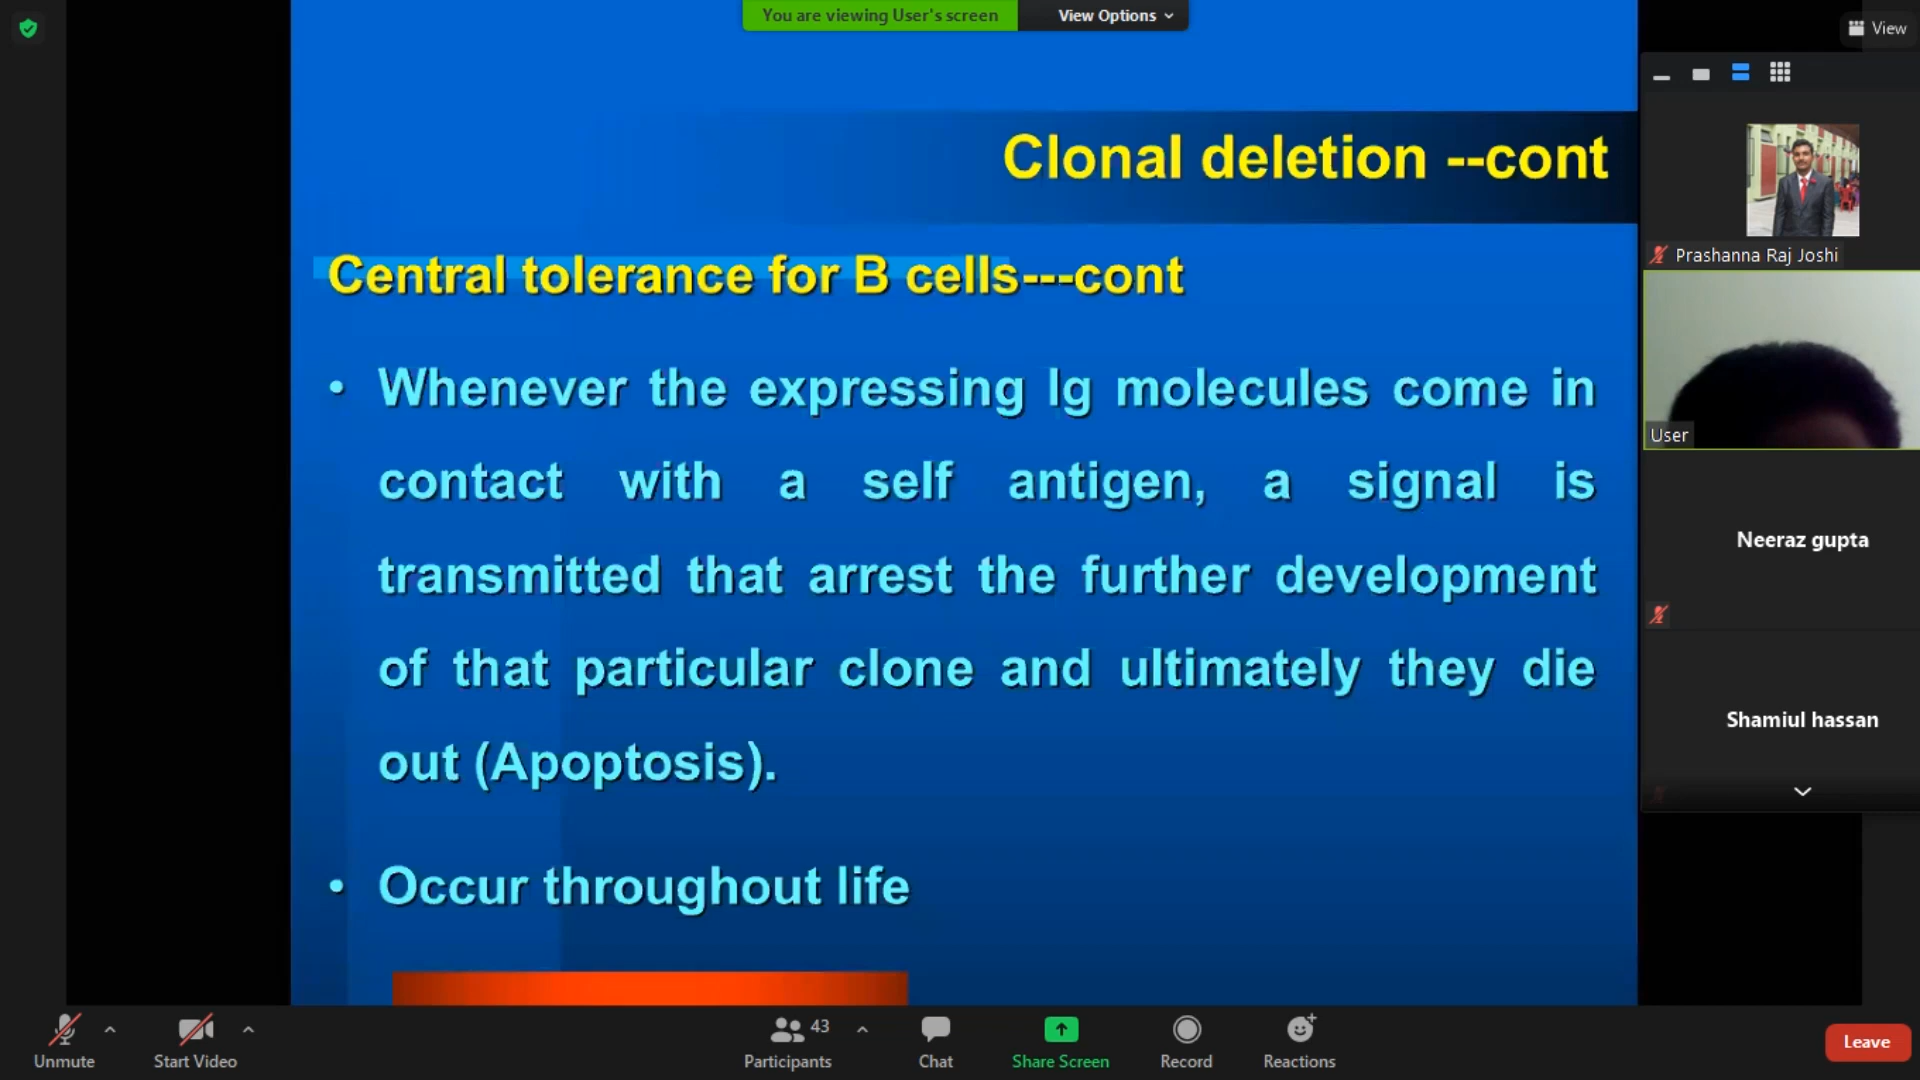 You are viewing User's screen
View Options
View
Clonal deletion --cont
Central tolerance for B cells---cont
• Whenever the expressing Ig molecules come in
contact with a self antigen, a signal is
transmitted that arrest the further development
of that particular clone and ultimately they die
out (Apoptosis).
• Occur throughout life
Prashanna Raj Joshi
User
Neeraz gupta
Shamiul hassan
Unmute
Start Video
43
Participants
Chat
Share Screen
Record
Reactions
Leave